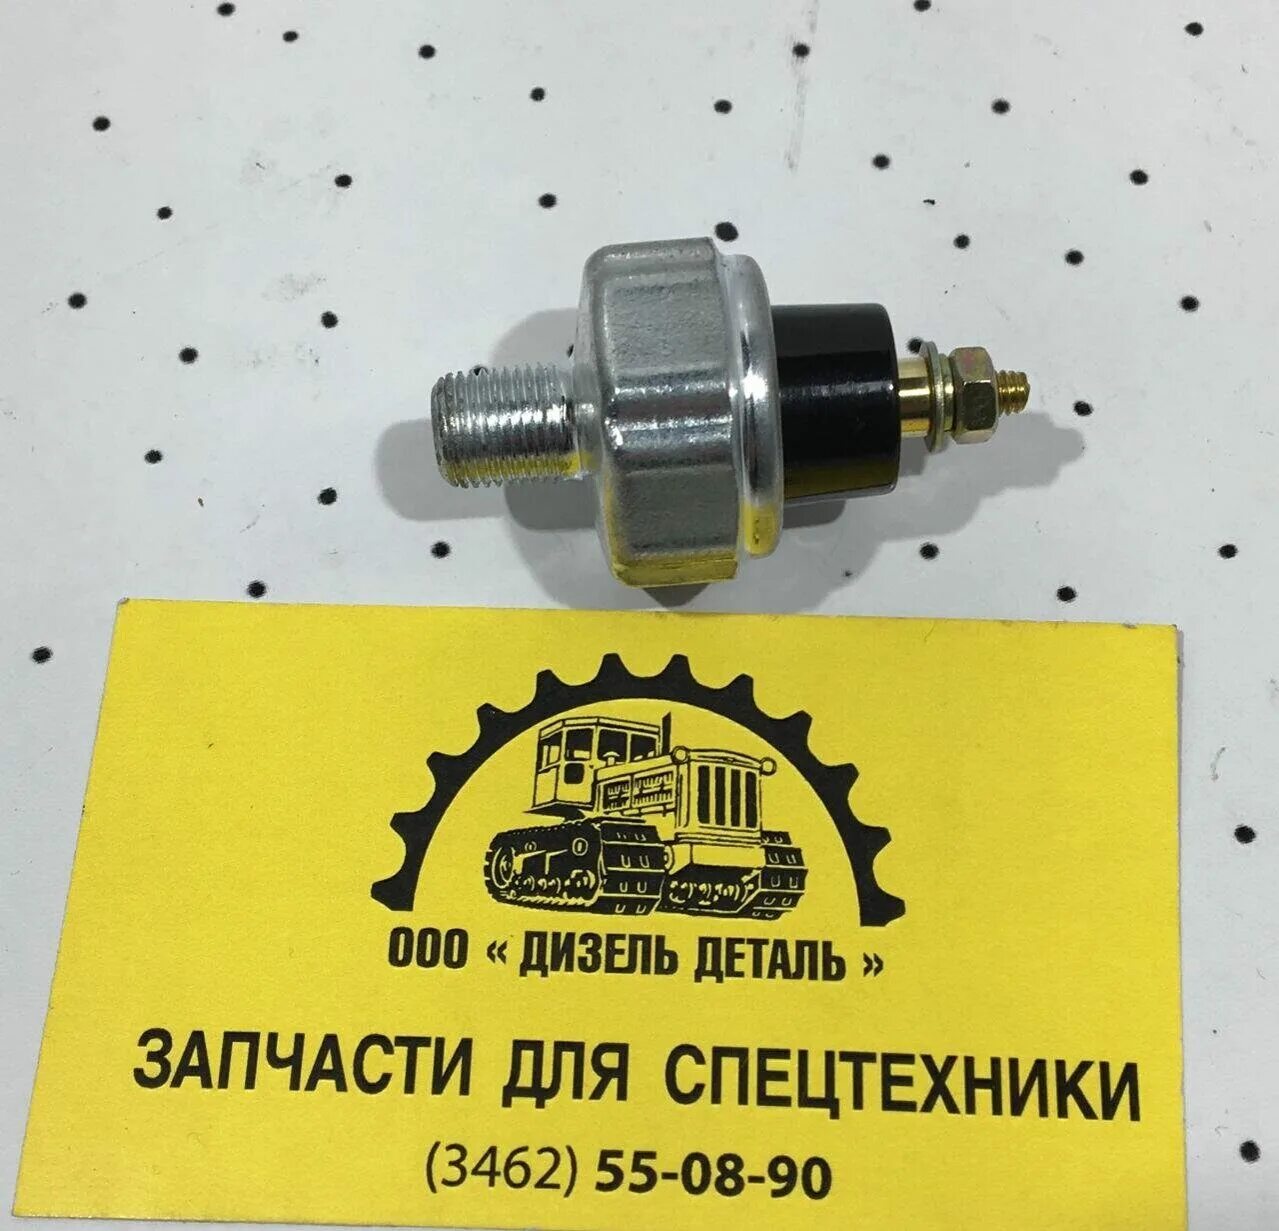 ООО « ДИЗЕЛЬ ДЕТАЛЬ »
ЗАПЧАСТИ ДЛЯ СПЕЦТЕХНИКИ
(3462) 55-08-90